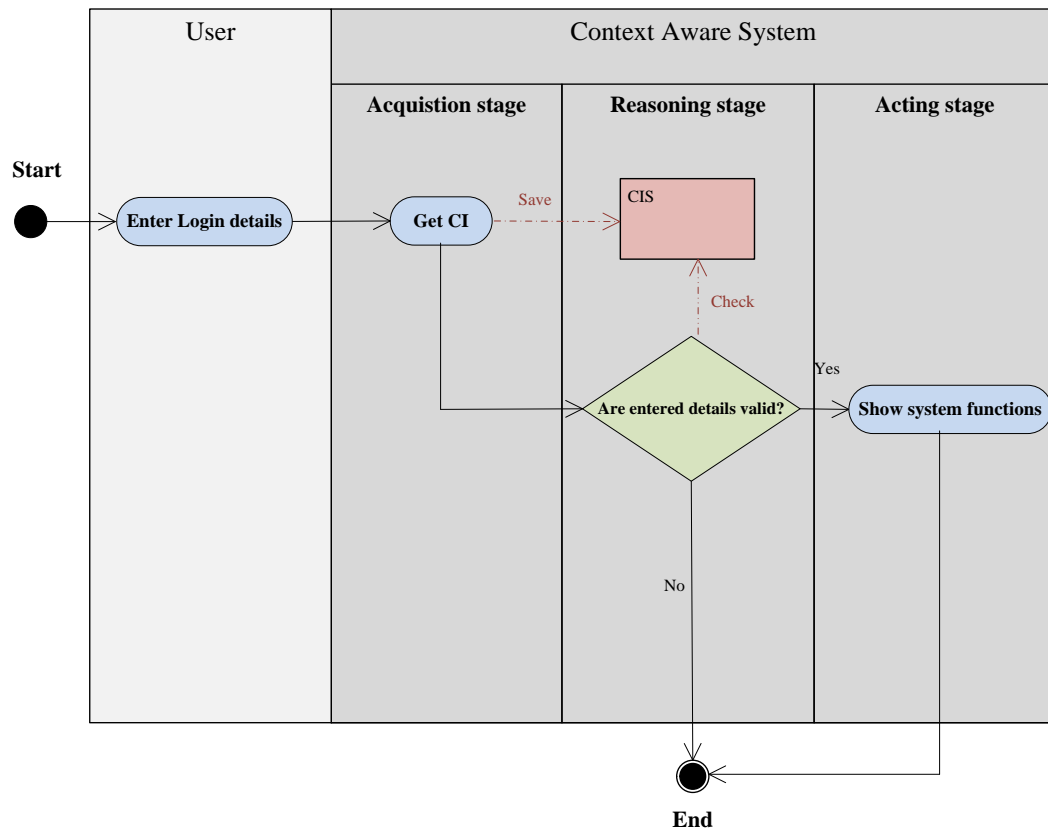 User
Context Aware System
Acquistion stage
Reasoning stage
Acting stage
Start
Enter Login details
Get CI
Save
CIS
Check
Are entered details valid?
Yes
Show system functions
No
End